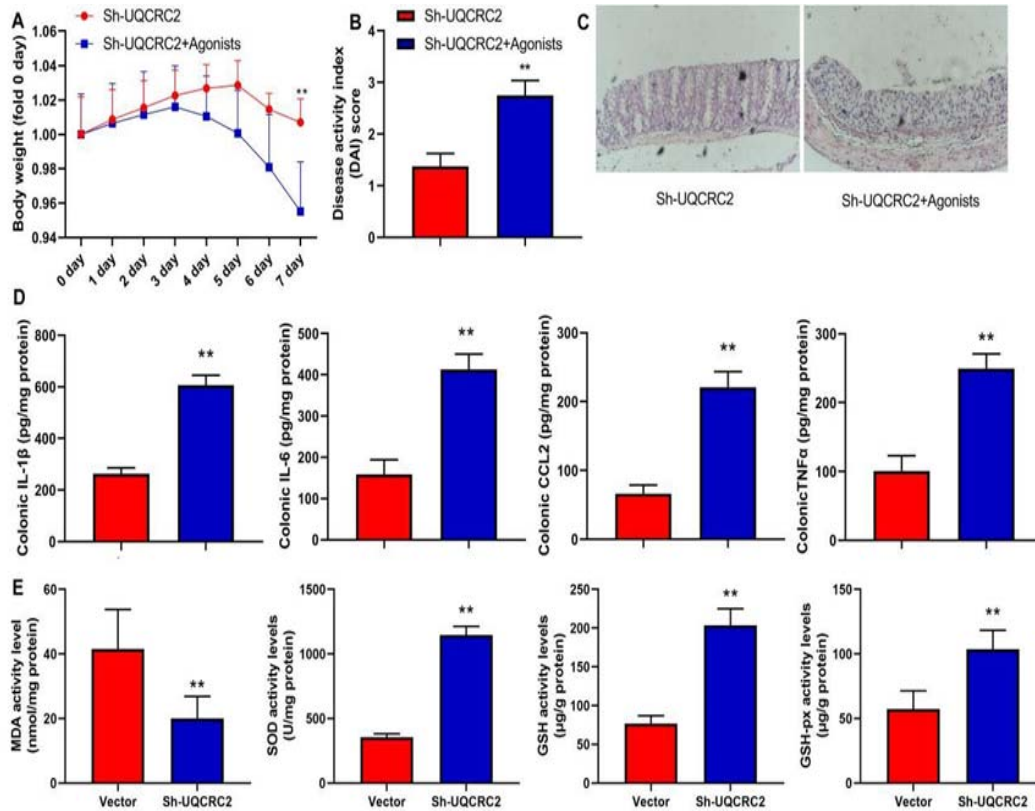 A
Sh-UQCRC2
Sh-UQCRC2+Agonists
Body weight (fold 0 day)
1.06
1.04
1.02
1.00
0.98
0.96
0.94
**
0 day
1 day
2 day
3 day
4 day
5 day
6 day
7 day
B
Sh-UQCRC2
Sh-UQCRC2+Agonists
Disease activity index
(DAI) score
4
3
2
1
0
**
C
Sh-UQCRC2
Sh-UQCRC2+Agonists
D
Colonic IL-1β (pg/mg protein)
800
600
400
200
0
**
Colonic IL-6 (pg/mg protein)
500
400
300
200
100
0
**
Colonic CCL2 (pg/mg protein)
300
200
100
0
**
ColonicTNFα (pg/mg protein)
300
200
100
0
**
E
MDA activity levels
(nmol/mg protein)
60
40
20
0
**
Vector
Sh-UQCRC2
SOD activity levels
(U/mg protein)
1500
1000
500
0
**
Vector
Sh-UQCRC2
GSH activity levels
(µg/g protein)
250
200
150
100
50
0
**
Vector
Sh-UQCRC2
GSH-px activity levels
(µg/g protein)
150
100
50
0
**
Vector
Sh-UQCRC2